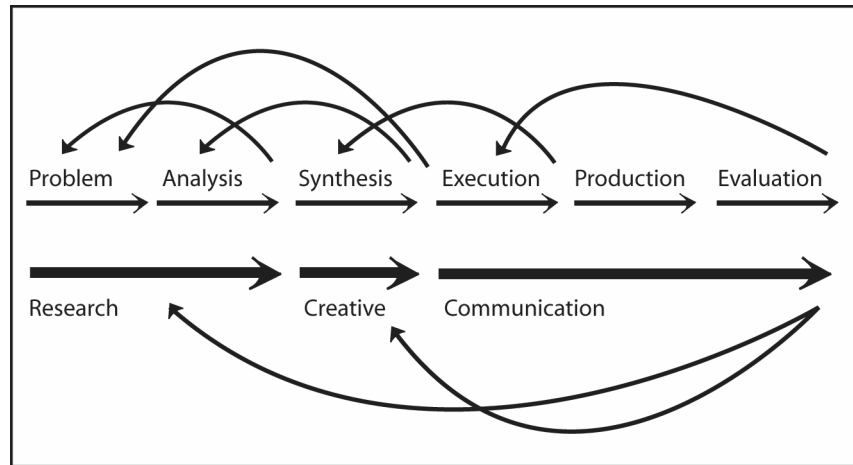 Problem Analysis Synthesis Execution Production Evaluation
Research Creative Communication